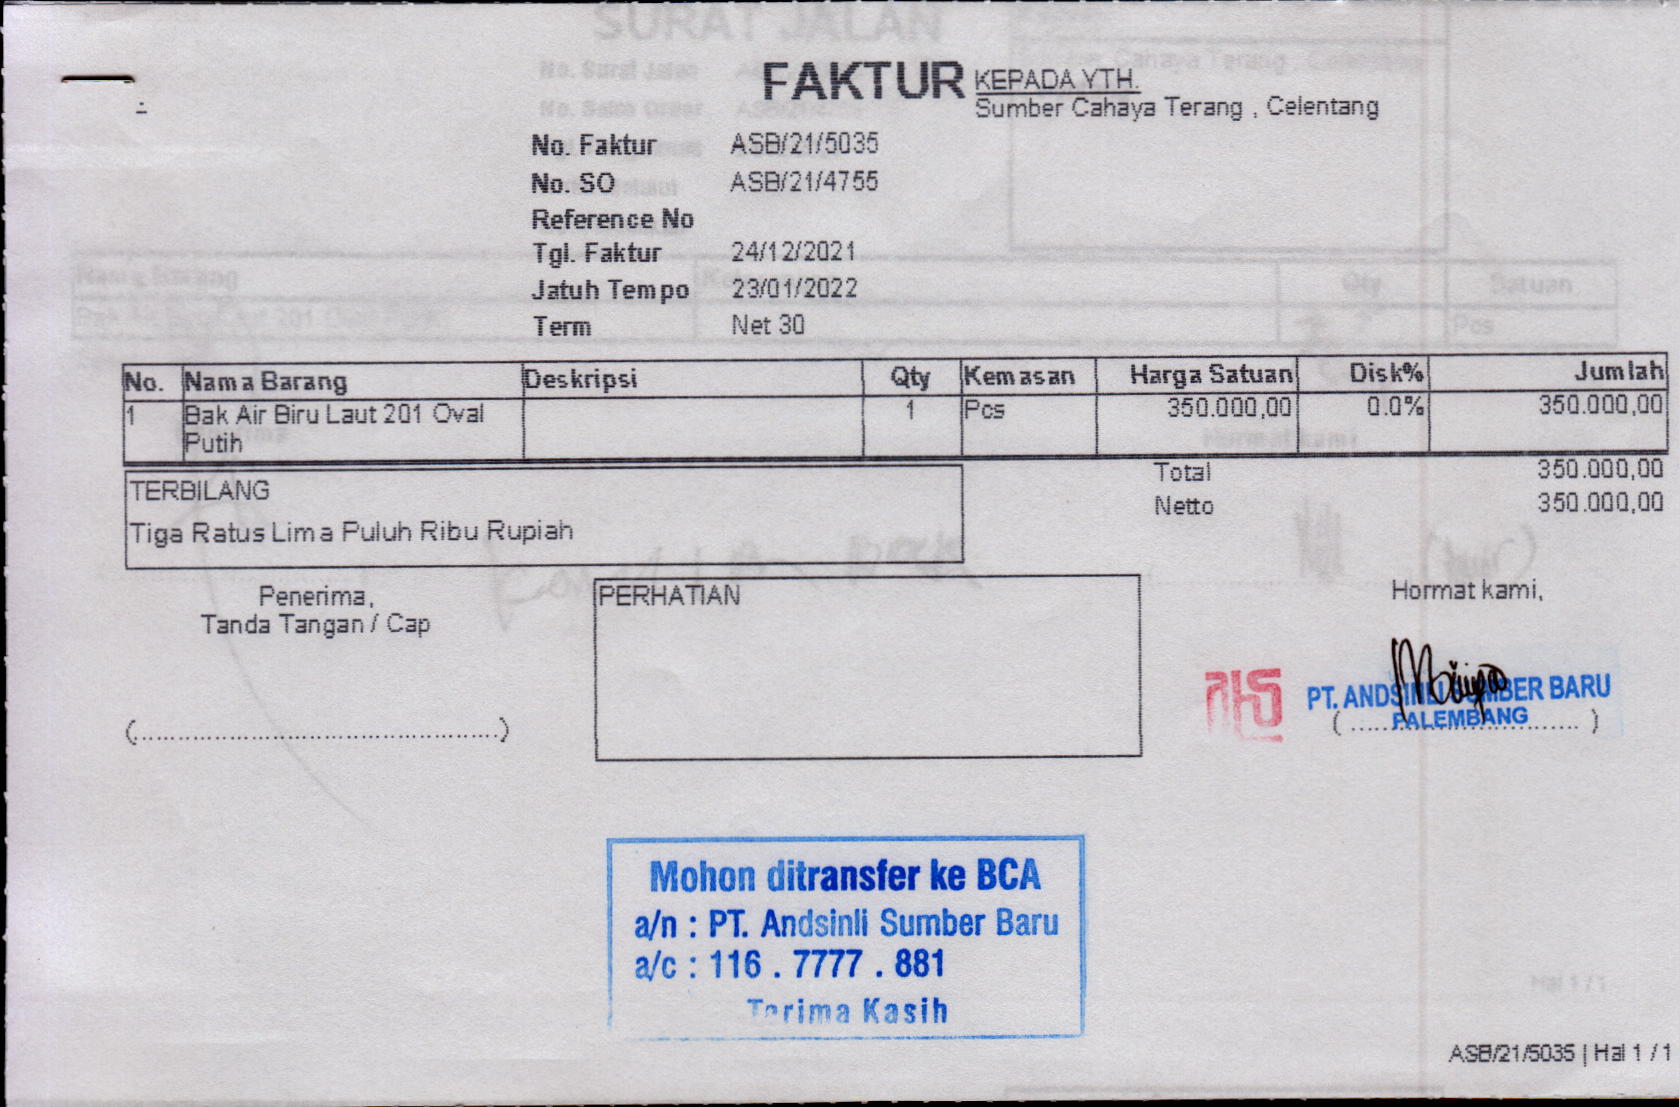 FAKTUR
KEPADA YTH.
Sumber Cahaya Terang , Celentang
No. Faktur ASB/21/5035
No. SO ASB/21/4755
Reference No
Tgl. Faktur 24/12/2021
Jatuh Tempo 23/01/2022
Term Net 30
No. Nama Barang Deskripsi Qty Kemasan Harga Satuan Disk% Jumlah
1 Bak Air Biru Laut 201 Oval 1 Pcs 350.000,00 0.0% 350.000,00
Putih
Total 350.000,00
Netto 350.000,00
TERBILANG
Tiga Ratus Lima Puluh Ribu Rupiah
Penerima,
Tanda Tangan / Cap
PERHATIAN
Hormat kami,
PT. ANDSINLI SUMBER BARU
PALEMBANG
Mohon ditransfer ke BCA
a/n : PT. Andsinli Sumber Baru
a/c : 116 . 7777 . 881
Terima Kasih
ASB/21/5035 | Hal 1 / 1